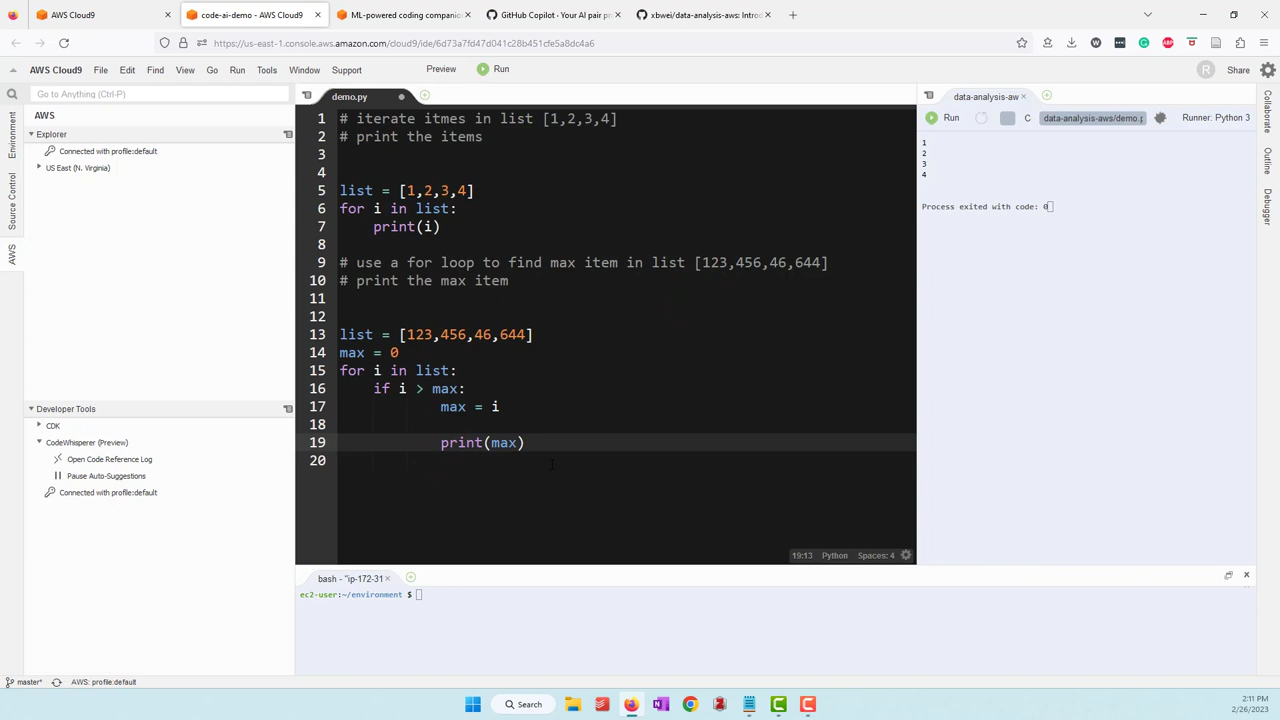 AWS Cloud9
code-ai-demo - AWS Cloud9
ML-powered coding companion
GitHub Copilot · Your AI pair pr
xbwei/data-analysis-aws: Introd
https://us-east-1.console.aws.amazon.com/cloud9/ide/6d73a7fd47d041c28b451cfe5a8dc4a6
AWS Cloud9 File Edit Find View Go Run Tools Window Support Preview Run R Share
Go to Anything (Ctrl-P)
AWS
Explorer
Connected with profile:default
US East (N. Virginia)
Developer Tools
CDK
CodeWhisperer (Preview)
Open Code Reference Log
Pause Auto-Suggestions
Connected with profile:default
Environment
Source Control
AWS
demo.py
1 # iterate itmes in list [1,2,3,4]
2 # print the items
3
4
5 list = [1,2,3,4]
6 for i in list:
7 print(i)
8
9 # use a for loop to find max item in list [123,456,46,644]
10 # print the max item
11
12
13 list = [123,456,46,644]
14 max = 0
15 for i in list:
16 if i > max:
17 max = i
18
19 print(max)
20
19:13 Python Spaces: 4
data-analysis-aw
Run C data-analysis-aws/demo.p Runner: Python 3
1
2
3
4
Process exited with code: 0
Collaborate
Outline
Debugger
bash - "ip-172-31
ec2-user:~/environment $
master* AWS: profile:default
Search
2:11 PM
2/26/2023